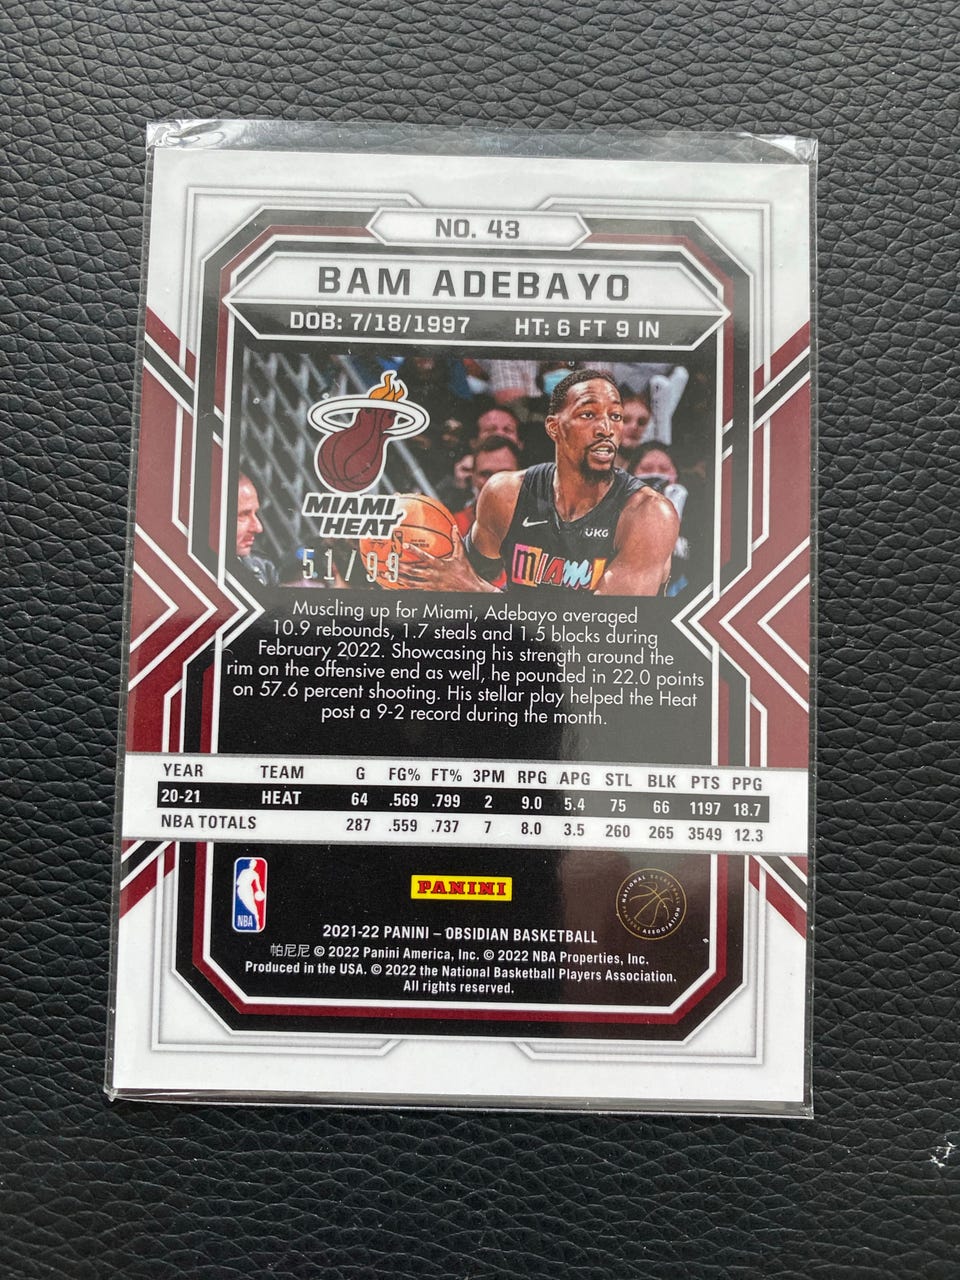 NO. 43
BAM ADEBAYO
DOB: 7/18/1997 HT: 6 FT 9 IN
UKG
MIAMI
HEAT
MIAMI
51/99
Muscling up for Miami, Adebayo averaged
10.9 rebounds, 1.7 steals and 1.5 blocks during
February 2022. Showcasing his strength around the
rim on the offensive end as well, he pounded in 22.0 points
on 57.6 percent shooting. His stellar play helped the Heat
post a 9-2 record during the month.
YEAR TEAM G FG% FT% 3PM RPG APG STL BLK PTS PPG
20-21 HEAT 64 .569 .799 2 9.0 5.4 75 66 1197 18.7
NBA TOTALS 287 .559 .737 7 8.0 3.5 260 265 3549 12.3
NBA
PANINI
NATIONAL BASKETBALL PLAYERS ASSOCIATION
2021-22 PANINI – OBSIDIAN BASKETBALL
帕尼尼 © 2022 Panini America, Inc. © 2022 NBA Properties, Inc.
Produced in the USA. © 2022 the National Basketball Players Association.
All rights reserved.